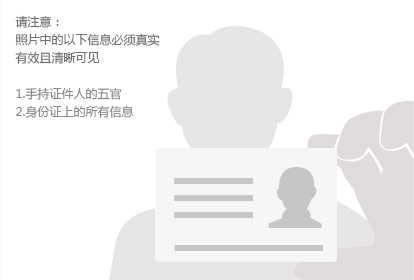 请注意：
照片中的以下信息必须真实
有效且清晰可见
1.手持证件人的五官
2.身份证上的所有信息